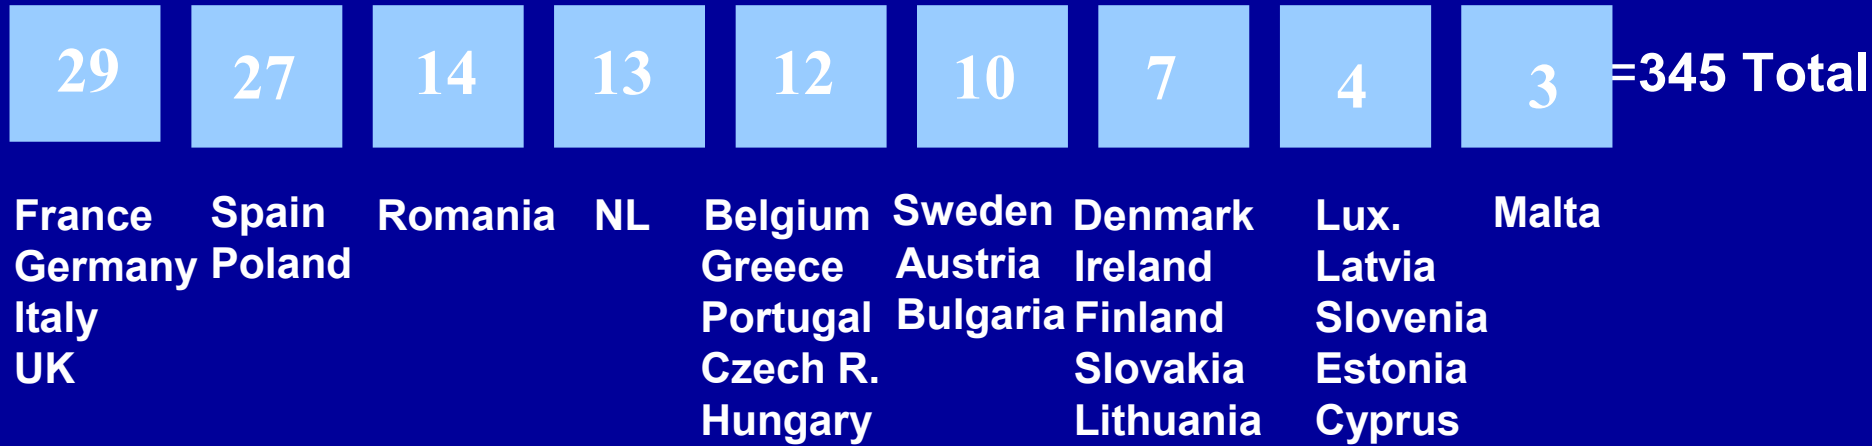 29 27 14 13 12 10 7 4 3 =345 Total
France
Germany
Italy
UK
Spain
Poland
Romania
NL
Belgium
Greece
Portugal
Czech R.
Hungary
Sweden
Austria
Bulgaria
Denmark
Ireland
Finland
Slovakia
Lithuania
Lux.
Latvia
Slovenia
Estonia
Cyprus
Malta